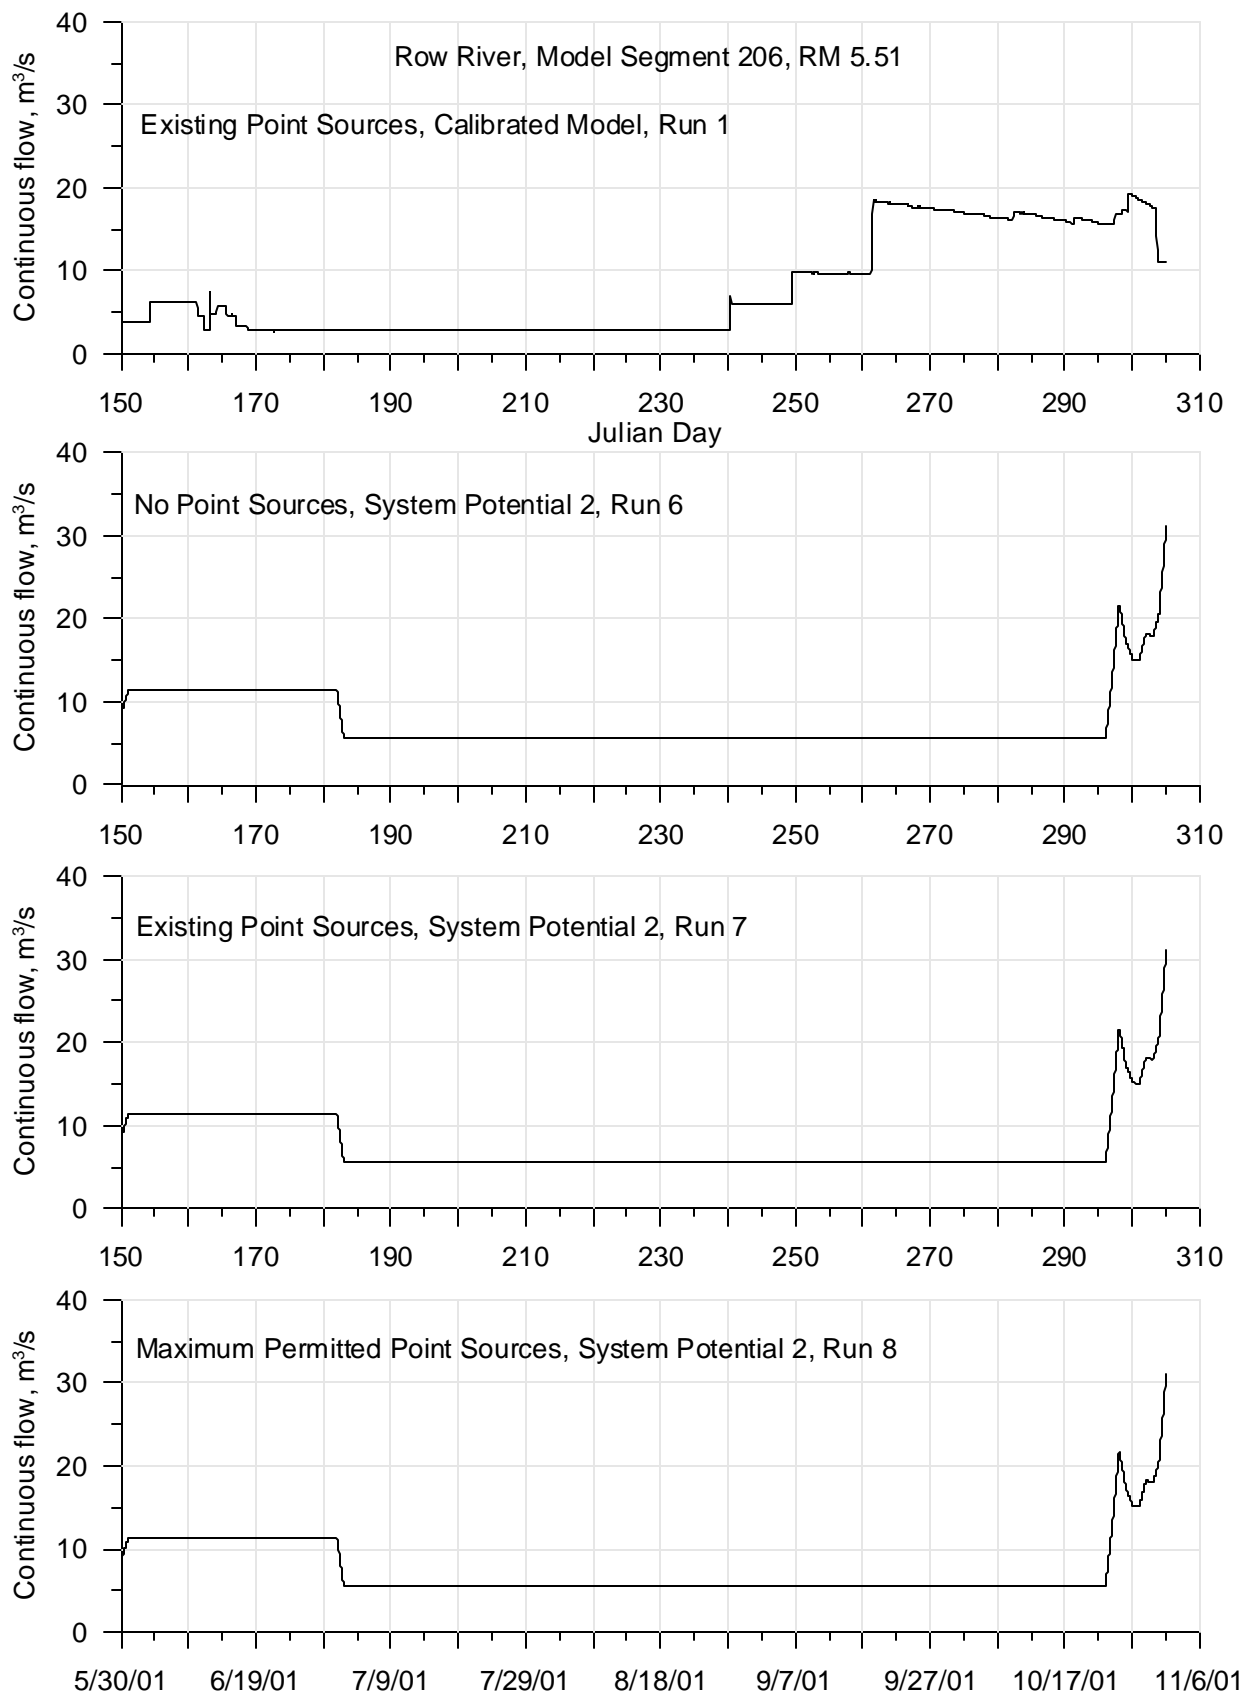 Row River, Model Segment 206, RM 5.51
Existing Point Sources, Calibrated Model, Run 1
Continuous flow, m³/s
40
30
20
10
0
150 170 190 210 230 250 270 290 310
Julian Day
No Point Sources, System Potential 2, Run 6
Continuous flow, m³/s
40
30
20
10
0
150 170 190 210 230 250 270 290 310
Existing Point Sources, System Potential 2, Run 7
Continuous flow, m³/s
40
30
20
10
0
150 170 190 210 230 250 270 290 310
Maximum Permitted Point Sources, System Potential 2, Run 8
Continuous flow, m³/s
40
30
20
10
0
5/30/01 6/19/01 7/9/01 7/29/01 8/18/01 9/7/01 9/27/01 10/17/01 11/6/01